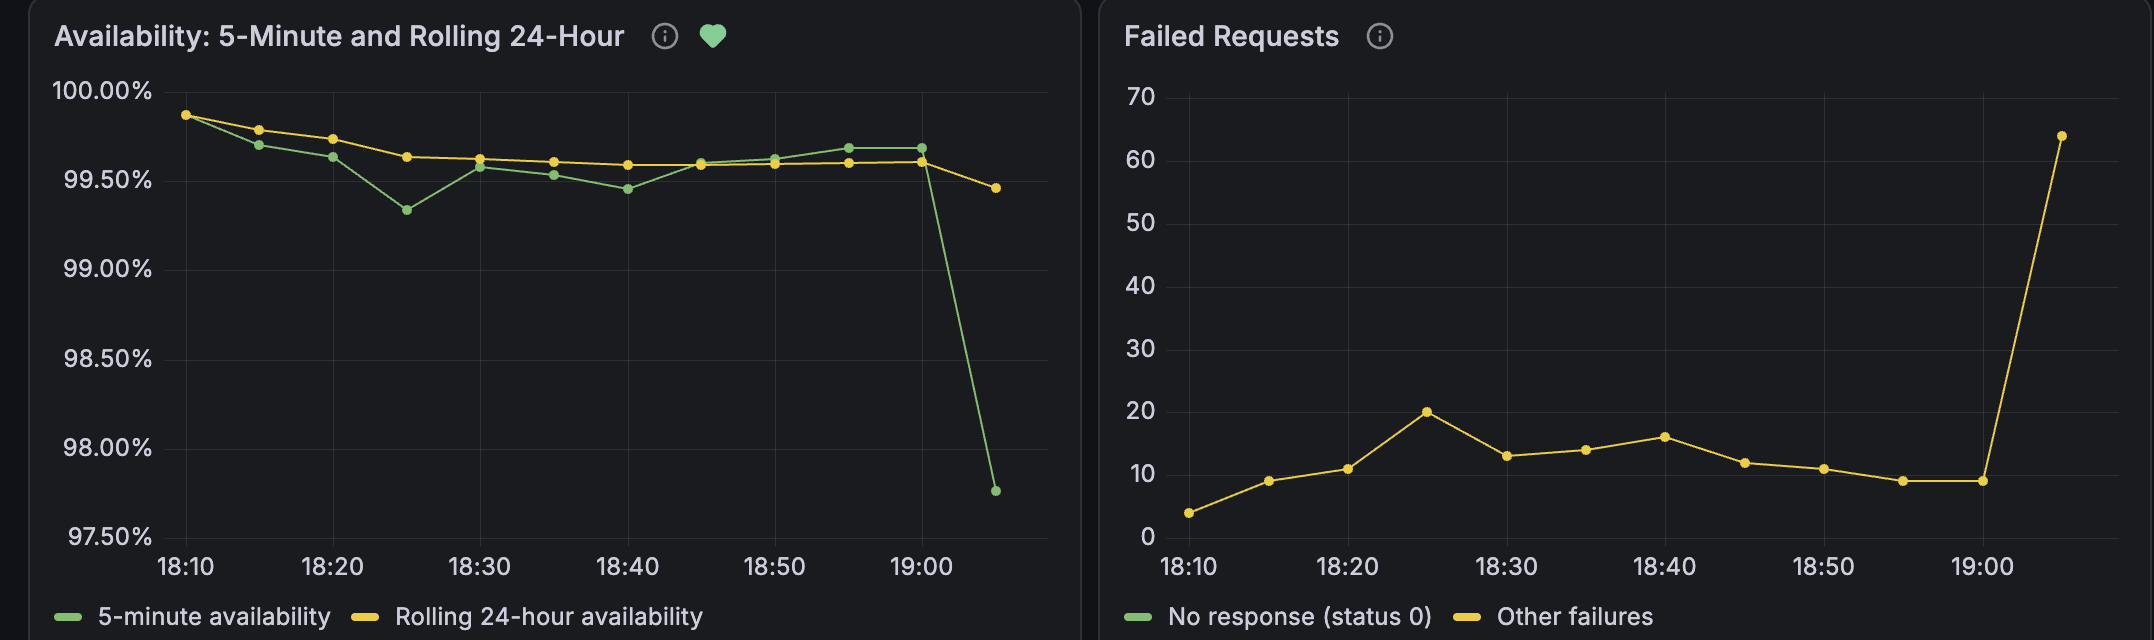 Availability: 5-Minute and Rolling 24-Hour
100.00%
99.50%
99.00%
98.50%
98.00%
97.50%
18:10 18:20 18:30 18:40 18:50 19:00
5-minute availability Rolling 24-hour availability
Failed Requests
70
60
50
40
30
20
10
0
18:10 18:20 18:30 18:40 18:50 19:00
No response (status 0) Other failures